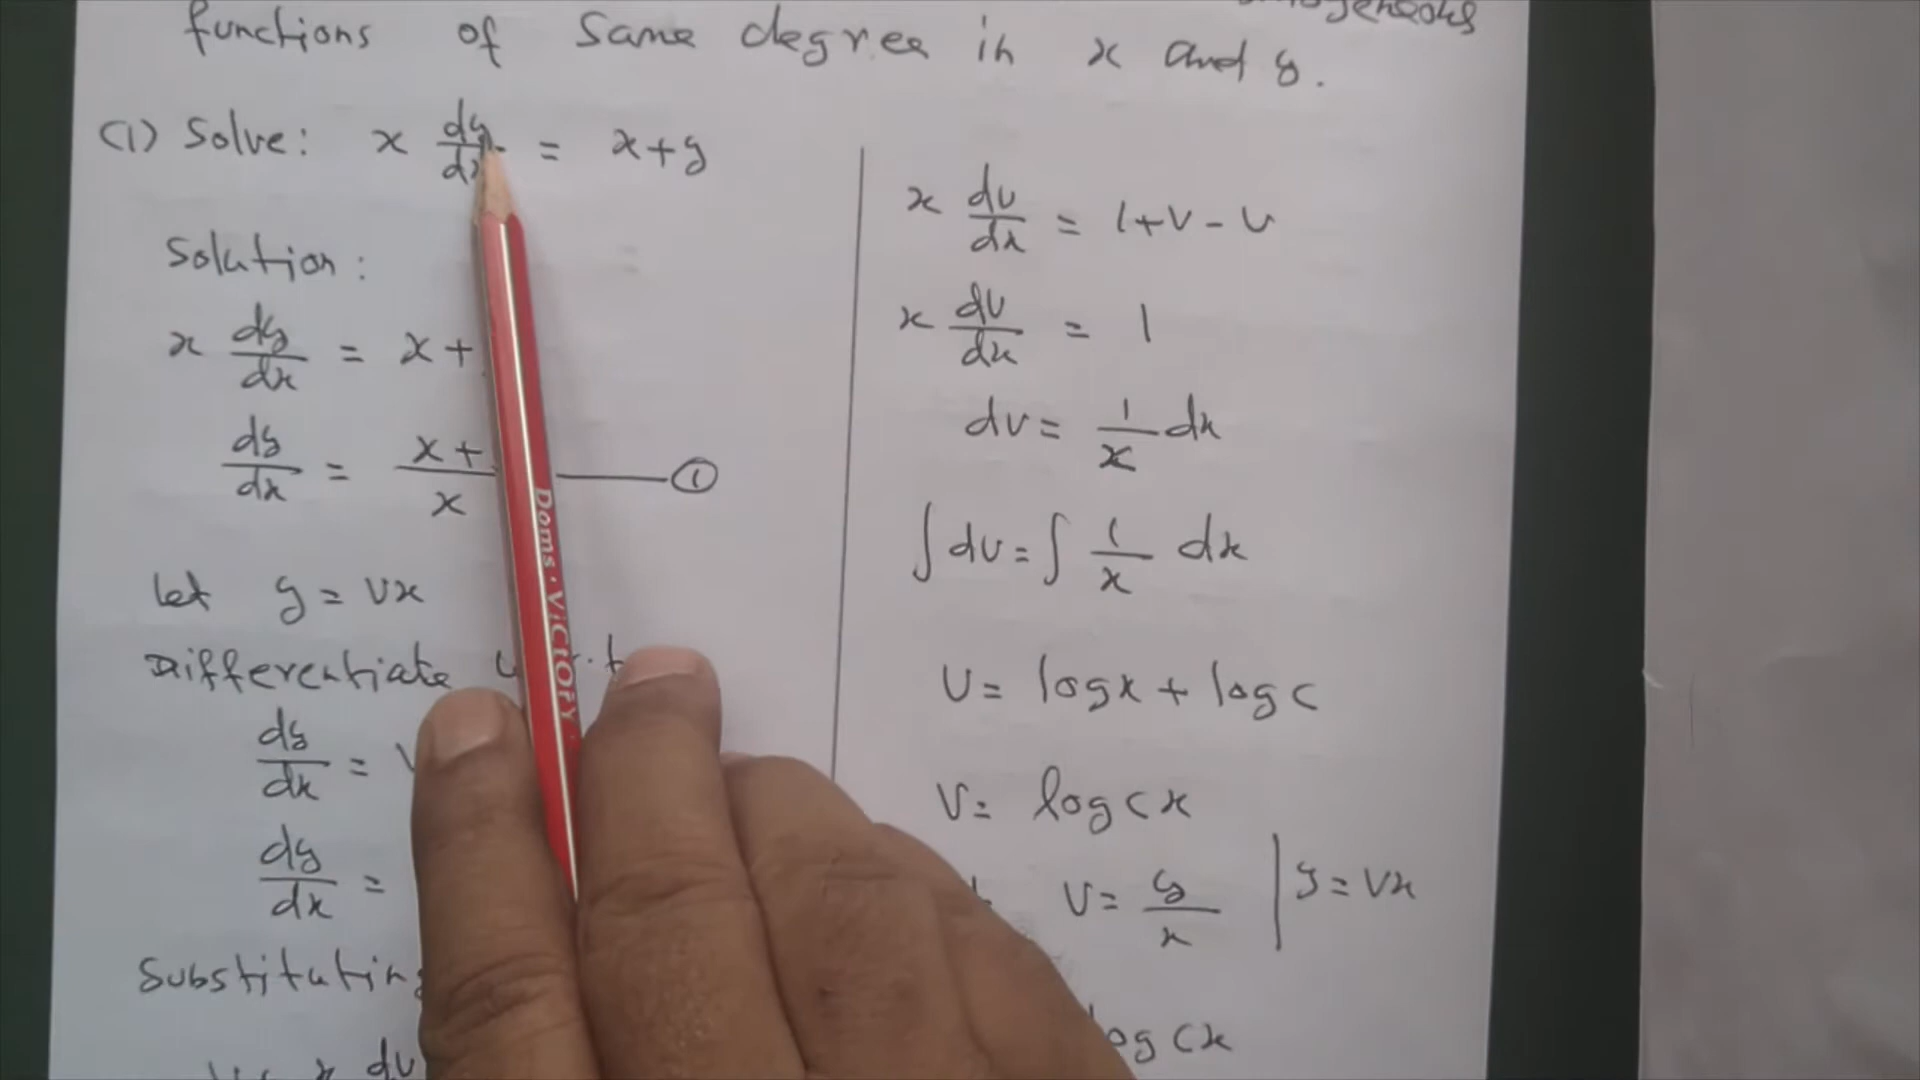 functions of same degree in x and y.
(1) Solve: x dy/dx = x+y
Solution:
x dy/dx = x+
dy/dx = x+ / x ——— ①
let y = vx
Differentiate w.r.t
dy/dx =
dy/dx =
Substituting
x dv
x dv/dx = 1+v-v
x dv/dx = 1
dv = 1/x dx
∫dv = ∫ 1/x dx
v = log x + log c
v = log cx
v = y/x | y = vx
log cx
Doms · VICTORY